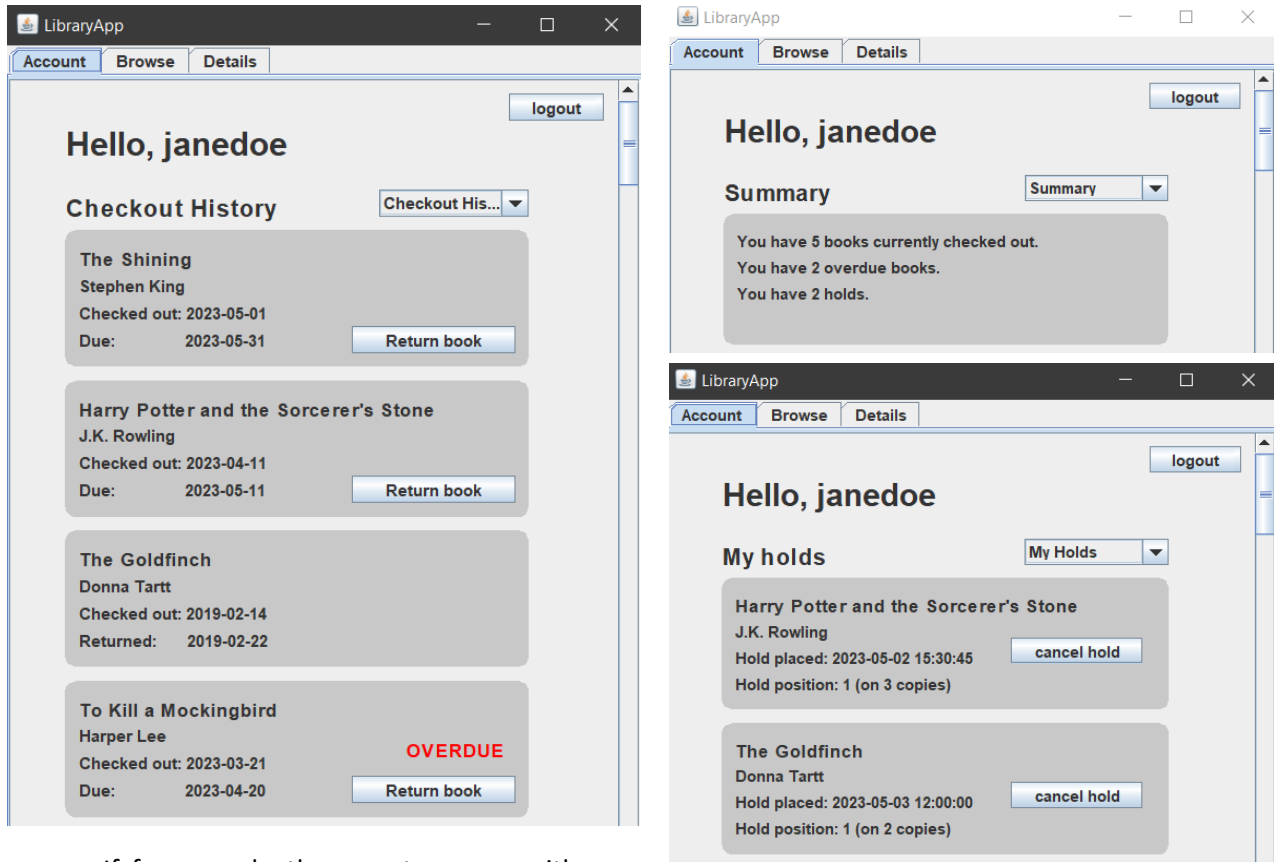 LibraryApp
Account Browse Details
logout
Hello, janedoe
Checkout History
Checkout His...
The Shining
Stephen King
Checked out: 2023-05-01
Due: 2023-05-31
Return book
Harry Potter and the Sorcerer's Stone
J.K. Rowling
Checked out: 2023-04-11
Due: 2023-05-11
Return book
The Goldfinch
Donna Tartt
Checked out: 2019-02-14
Returned: 2019-02-22
To Kill a Mockingbird
Harper Lee
OVERDUE
Checked out: 2023-03-21
Due: 2023-04-20
Return book
LibraryApp
Account Browse Details
logout
Hello, janedoe
Summary
Summary
You have 5 books currently checked out.
You have 2 overdue books.
You have 2 holds.
LibraryApp
Account Browse Details
logout
Hello, janedoe
My holds
My Holds
Harry Potter and the Sorcerer's Stone
J.K. Rowling
Hold placed: 2023-05-02 15:30:45
cancel hold
Hold position: 1 (on 3 copies)
The Goldfinch
Donna Tartt
Hold placed: 2023-05-03 12:00:00
cancel hold
Hold position: 1 (on 2 copies)